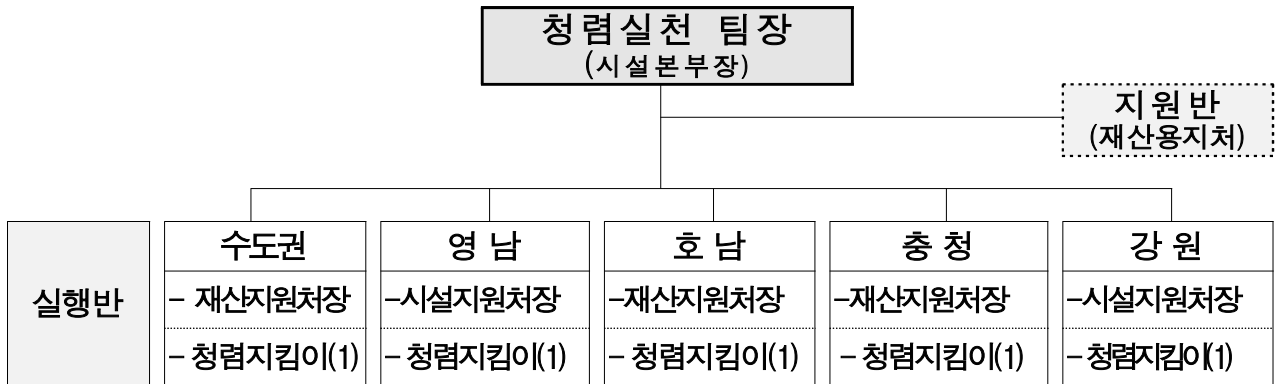 청렴실천 팀장
(시설본부장)
지원반
(재산용지처)
실행반
수도권
영 남
호 남
충 청
강 원
- 재산지원처장
-시설지원처장
-재산지원처장
-재산지원처장
-시설지원처장
- 청렴지킴이(1)
- 청렴지킴이(1)
- 청렴지킴이(1)
- 청렴지킴이(1)
- 청렴지킴이(1)